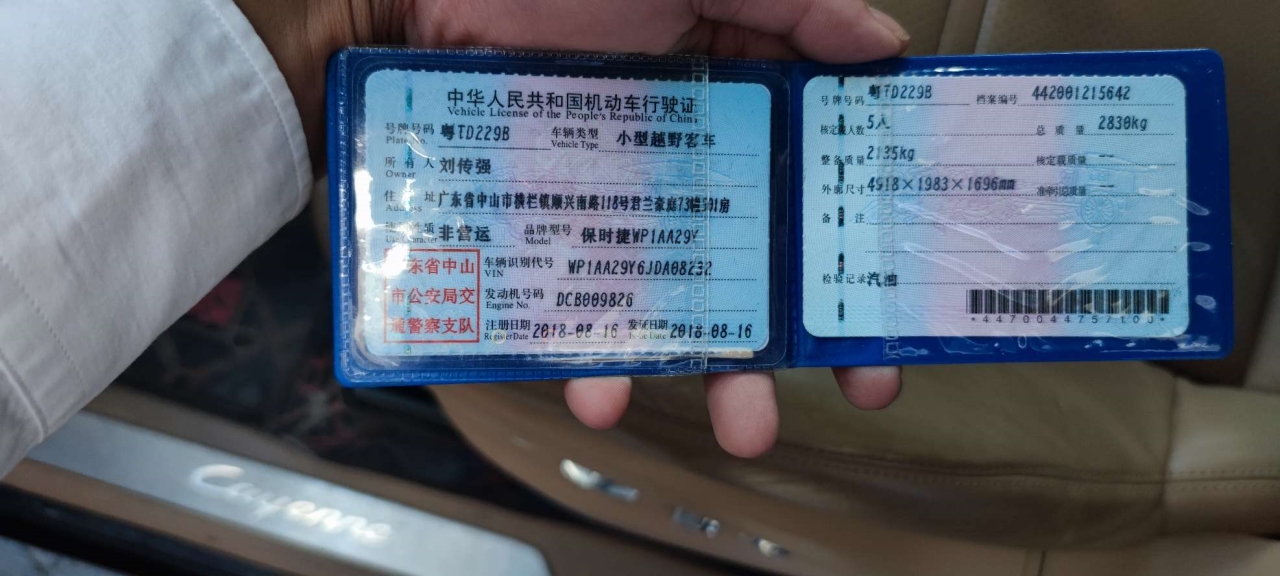 中华人民共和国机动车行驶证
Vehicle License of the People's Republic of China
号牌号码 粤TD229B 车辆类型 小型越野客车
Plate No. Vehicle Type
所有人 刘传强
Owner
住址 广东省中山市横栏镇顺兴南路118号君兰豪庭73幢501房
Address
性质 非营运 品牌型号 保时捷WP1AA29Y
Use Character Model
东省中山
市公安局交
警察支队
车辆识别代号 WP1AA29Y6JDA08232
VIN
发动机号码 DCB009826
Engine No.
注册日期 2018-08-16 发证日期 2018-08-16
Register Date Issue Date
号牌号码 粤TD229B 档案编号 442001215642
核定载人数 5人 总质量 2830kg
整备质量 2135kg 核定载质量 --
外廓尺寸 4918×1983×1696mm 准牵引总质量 --
备注
检验记录 汽油
*4470044757100*
Cayenne